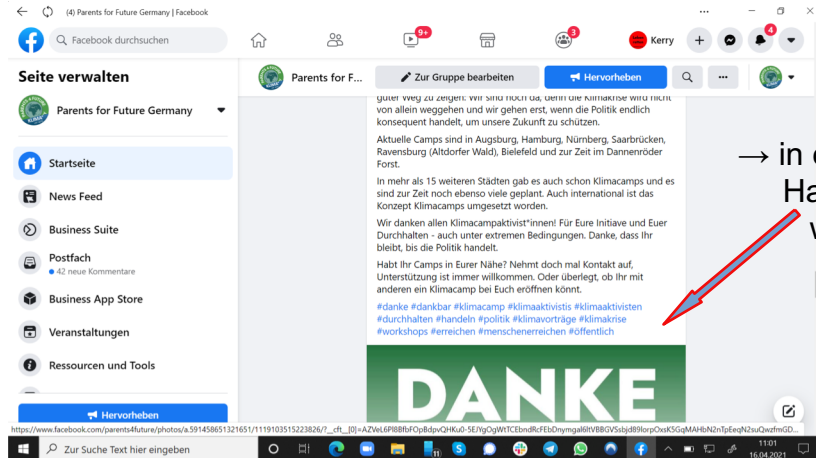 (4) Parents for Future Germany | Facebook
Facebook durchsuchen
9+
3
Kerry
4
Seite verwalten
Parents for Future Germany
Startseite
News Feed
Business Suite
Postfach
42 neue Kommentare
Business App Store
Veranstaltungen
Ressourcen und Tools
Hervorheben
Parents for F...
Zur Gruppe bearbeiten
Hervorheben
guter Weg zu zeigen: Wir sind noch da, denn die Klimakrise wird nicht
von allein weggehen und wir gehen erst, wenn die Politik endlich
konsequent handelt, um unsere Zukunft zu schützen.
Aktuelle Camps sind in Augsburg, Hamburg, Nürnberg, Saarbrücken,
Ravensburg (Altdorfer Wald), Bielefeld und zur Zeit im Dannenröder
Forst.
In mehr als 15 weiteren Städten gab es auch schon Klimacamps und es
sind zur Zeit noch ebenso viele geplant. Auch international ist das
Konzept Klimacamps umgesetzt worden.
Wir danken allen Klimacampaktivist*innen! Für Eure Initiave und Euer
Durchhalten - auch unter extremen Bedingungen. Danke, dass Ihr
bleibt, bis die Politik handelt.
Habt Ihr Camps in Eurer Nähe? Nehmt doch mal Kontakt auf,
Unterstützung ist immer willkommen. Oder überlegt, ob Ihr mit
anderen ein Klimacamp bei Euch eröffnen könnt.
#danke #dankbar #klimacamp #klimaaktivistis #klimaaktivisten
#durchhalten #handeln #politik #klimavorträge #klimakrise
#workshops #erreichen #menschenerreichen #öffentlich
DANKE
→ in
Ha
Zur Suche Text hier eingeben
11:01
16.04.2021